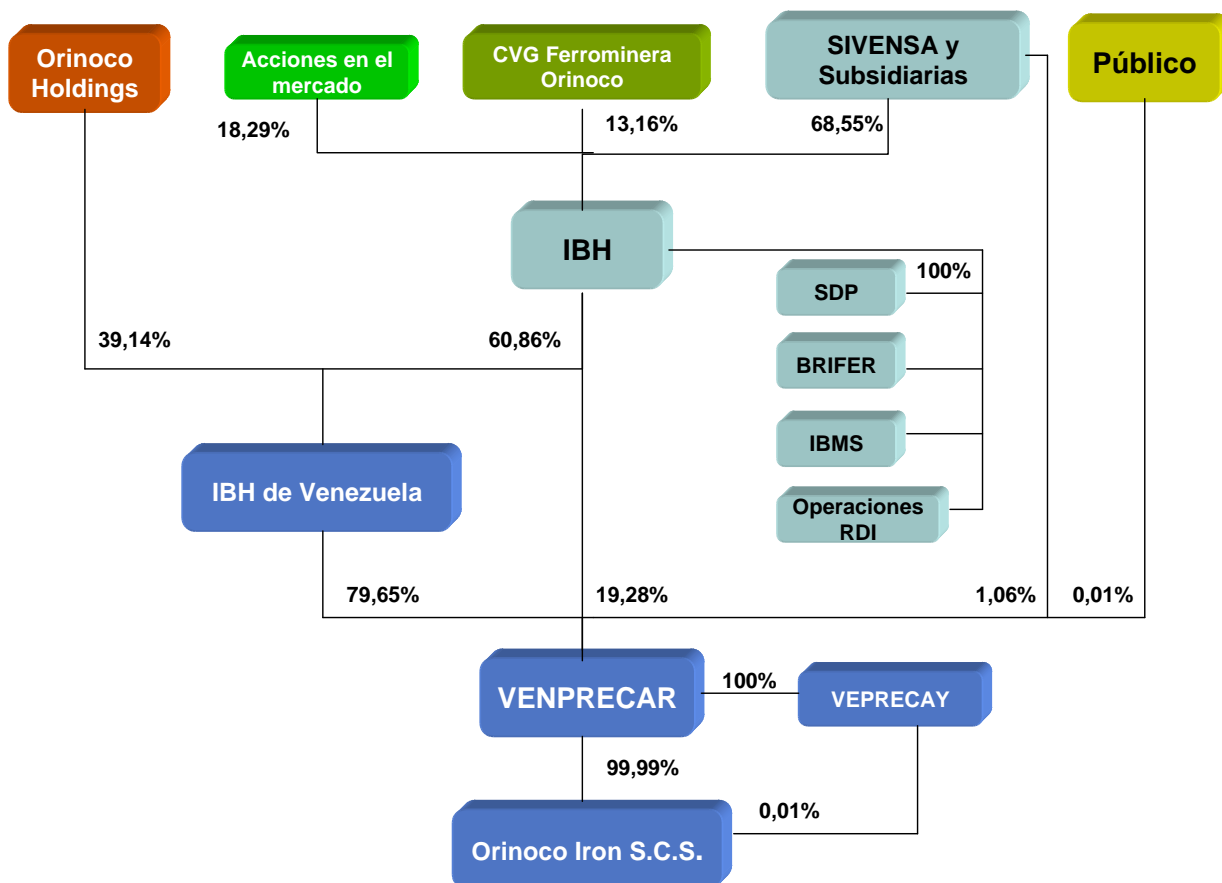 Orinoco
Holdings
Acciones en el
mercado
CVG Ferrominera
Orinoco
SIVENSA y
Subsidiarias
Público
18,29%
13,16%
68,55%
IBH
100%
SDP
39,14%
60,86%
BRIFER
IBMS
IBH de Venezuela
Operaciones
RDI
79,65%
19,28%
1,06%
0,01%
VENPRECAR
100%
VEPRECAY
99,99%
0,01%
Orinoco Iron S.C.S.